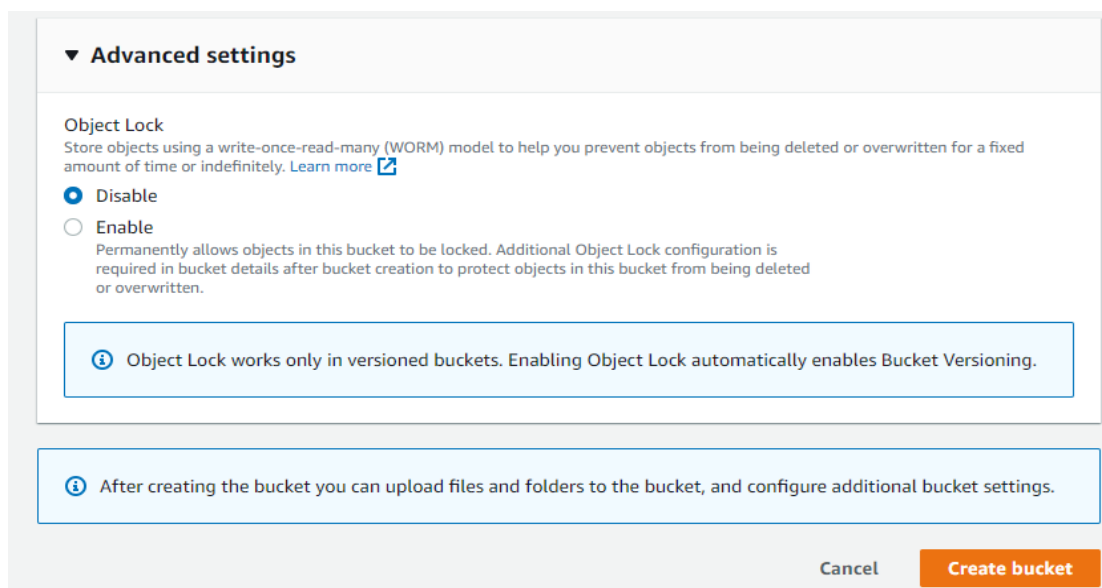 Advanced settings
Object Lock
Store objects using a write-once-read-many (WORM) model to help you prevent objects from being deleted or overwritten for a fixed
amount of time or indefinitely. Learn more
Disable
Enable
Permanently allows objects in this bucket to be locked. Additional Object Lock configuration is
required in bucket details after bucket creation to protect objects in this bucket from being deleted
or overwritten.
Object Lock works only in versioned buckets. Enabling Object Lock automatically enables Bucket Versioning.
After creating the bucket you can upload files and folders to the bucket, and configure additional bucket settings.
Cancel Create bucket